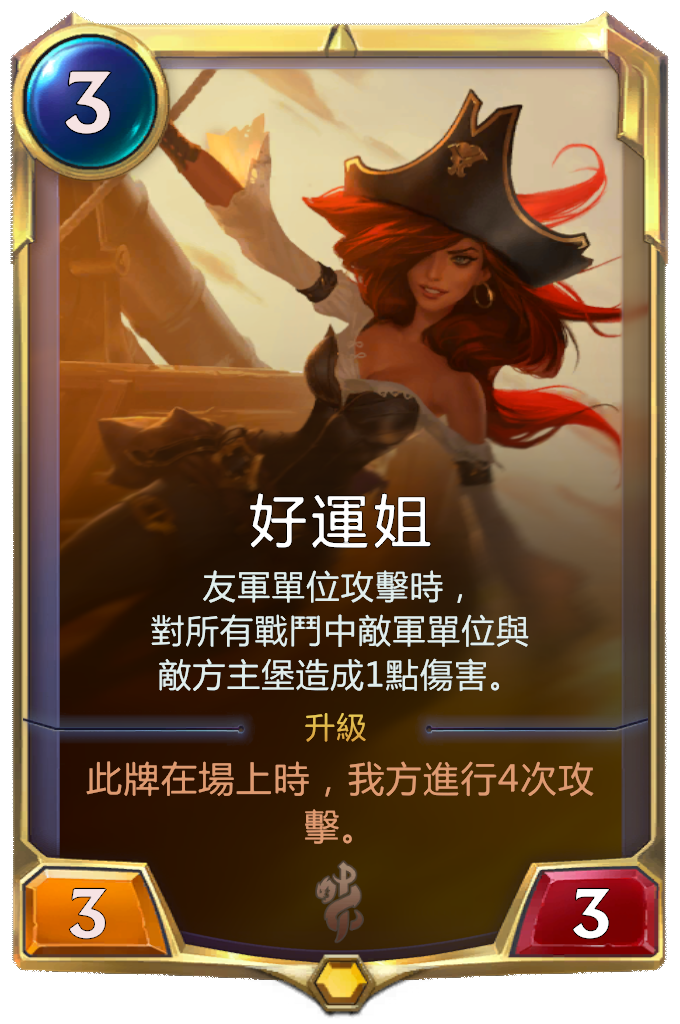 3
好運姐
友軍單位攻擊時，
對所有戰鬥中敵軍單位與
敵方主堡造成1點傷害。
升級
此牌在場上時，我方進行4次攻
擊。
3
3